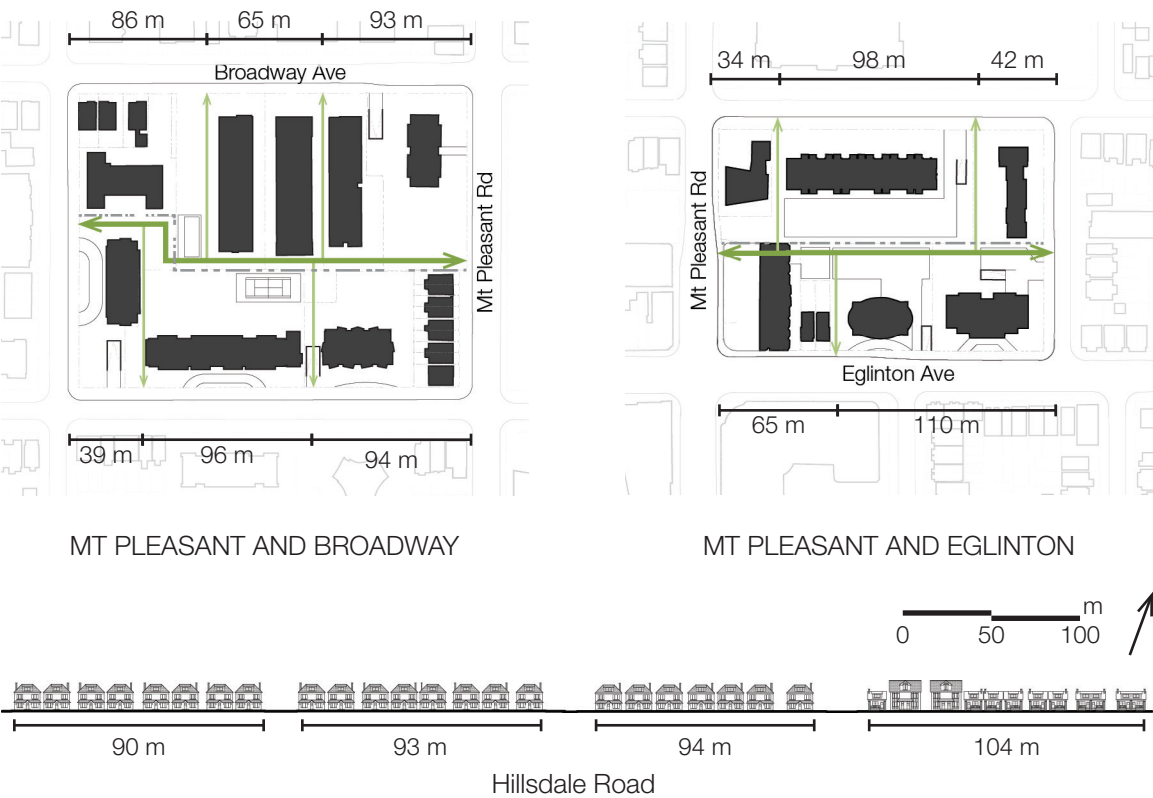 86 m 65 m 93 m
Broadway Ave
Mt Pleasant Rd
39 m 96 m 94 m
MT PLEASANT AND BROADWAY
34 m 98 m 42 m
Mt Pleasant Rd
Eglinton Ave
65 m 110 m
MT PLEASANT AND EGLINTON
m
0 50 100
90 m 93 m 94 m 104 m
Hillsdale Road